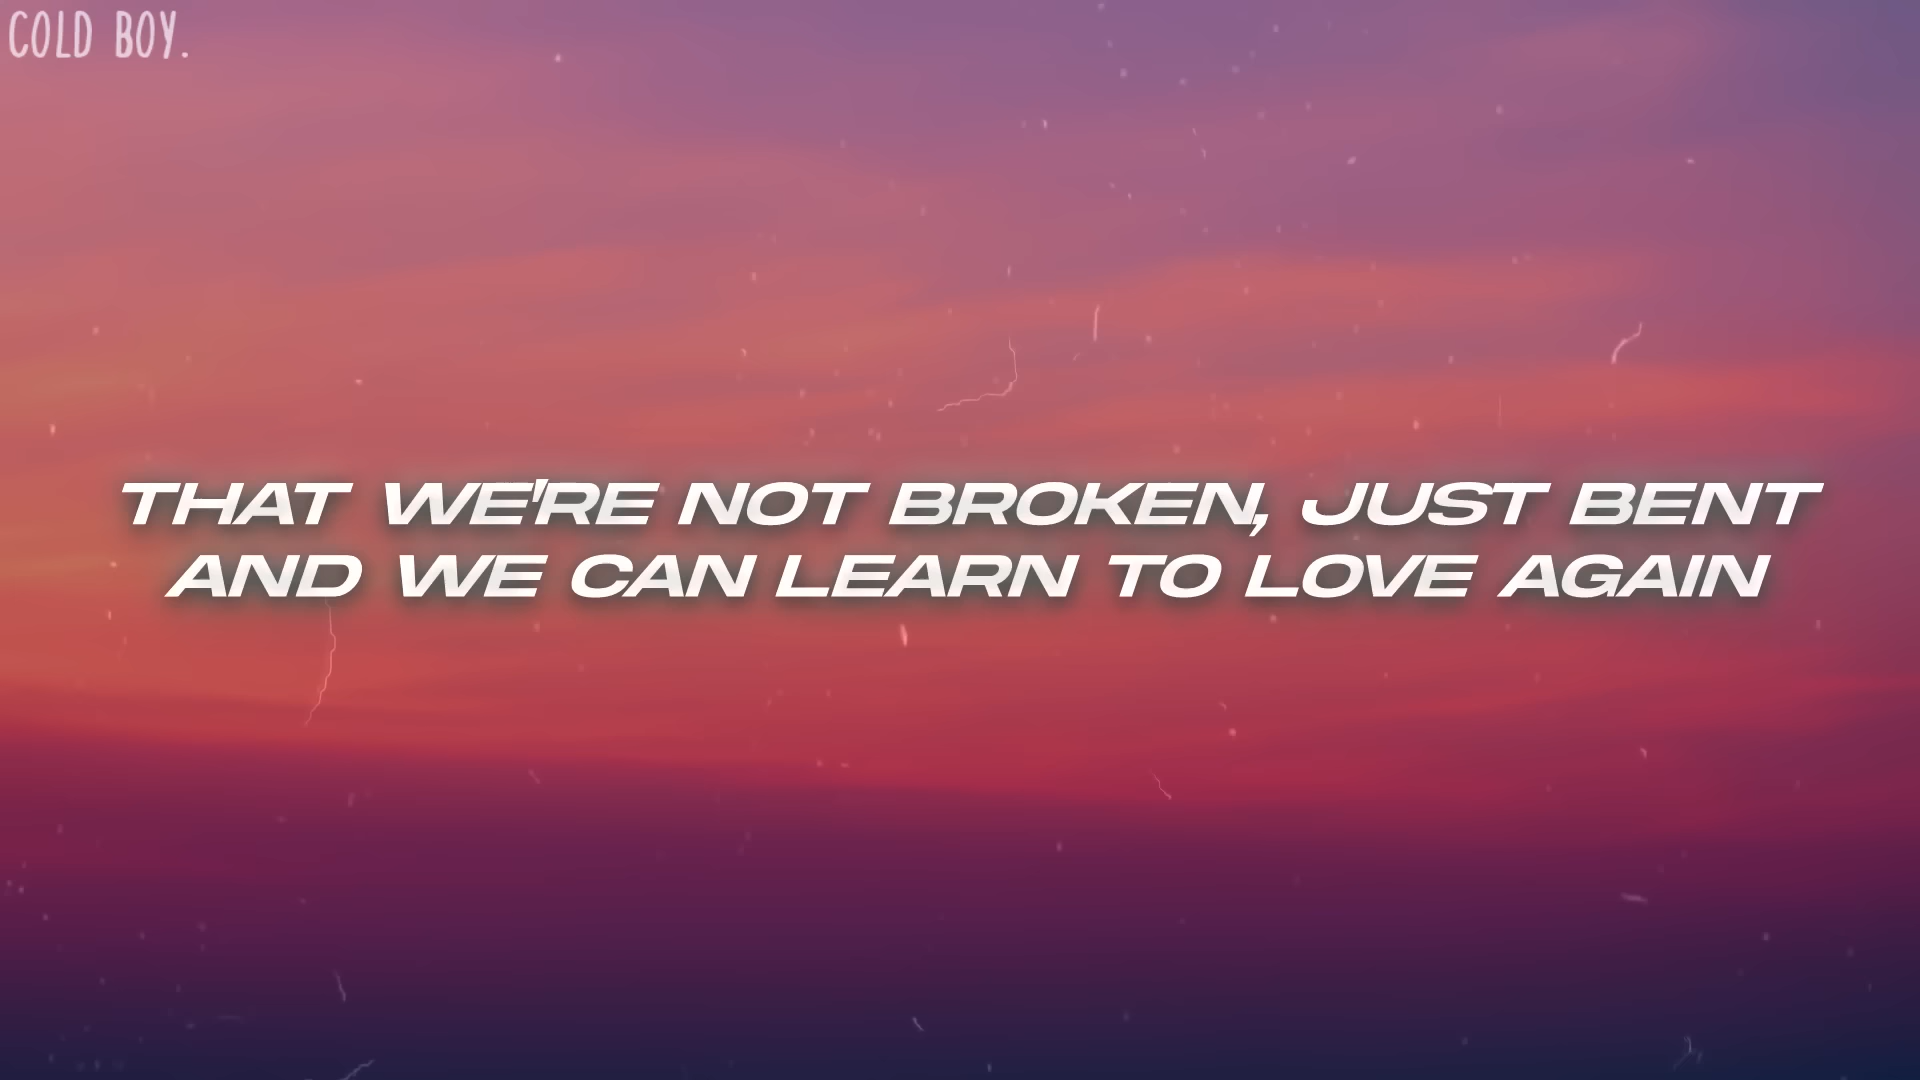 COLD BOY.
THAT WE'RE NOT BROKEN, JUST BENT
AND WE CAN LEARN TO LOVE AGAIN